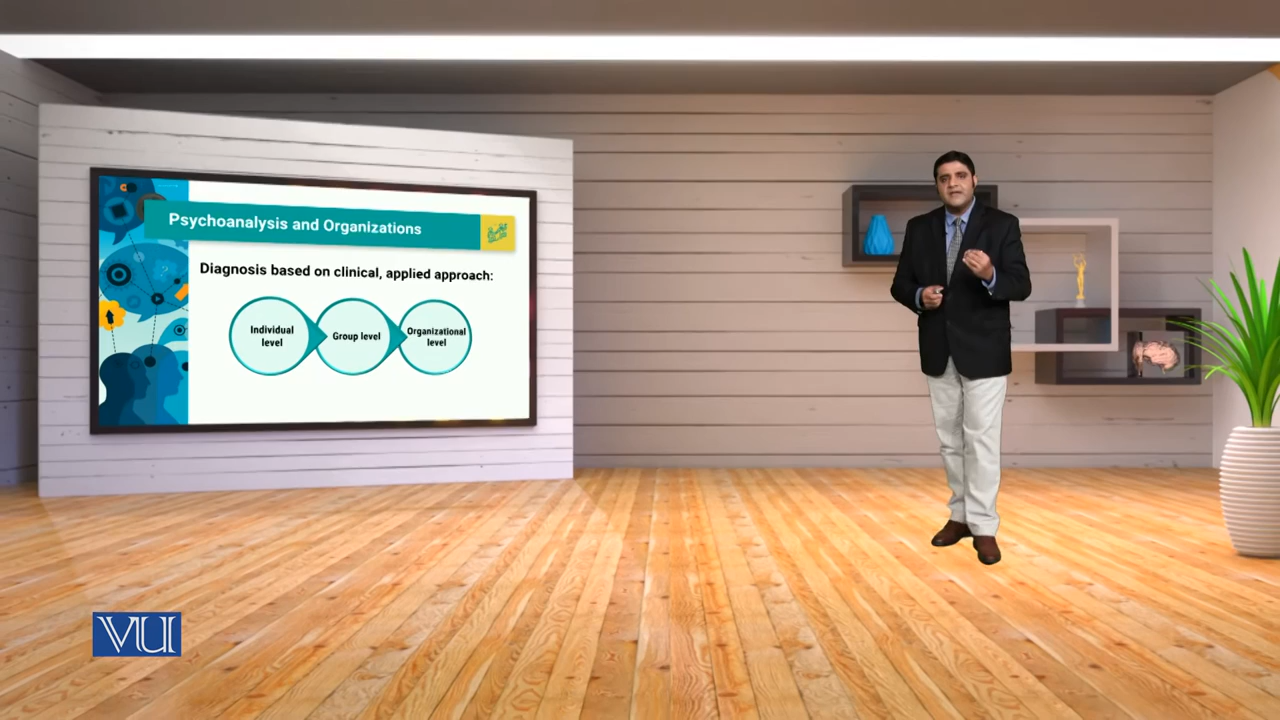 Psychoanalysis and Organizations
Diagnosis based on clinical, applied approach:
Individual
level
Group level
Organizational
level
VU